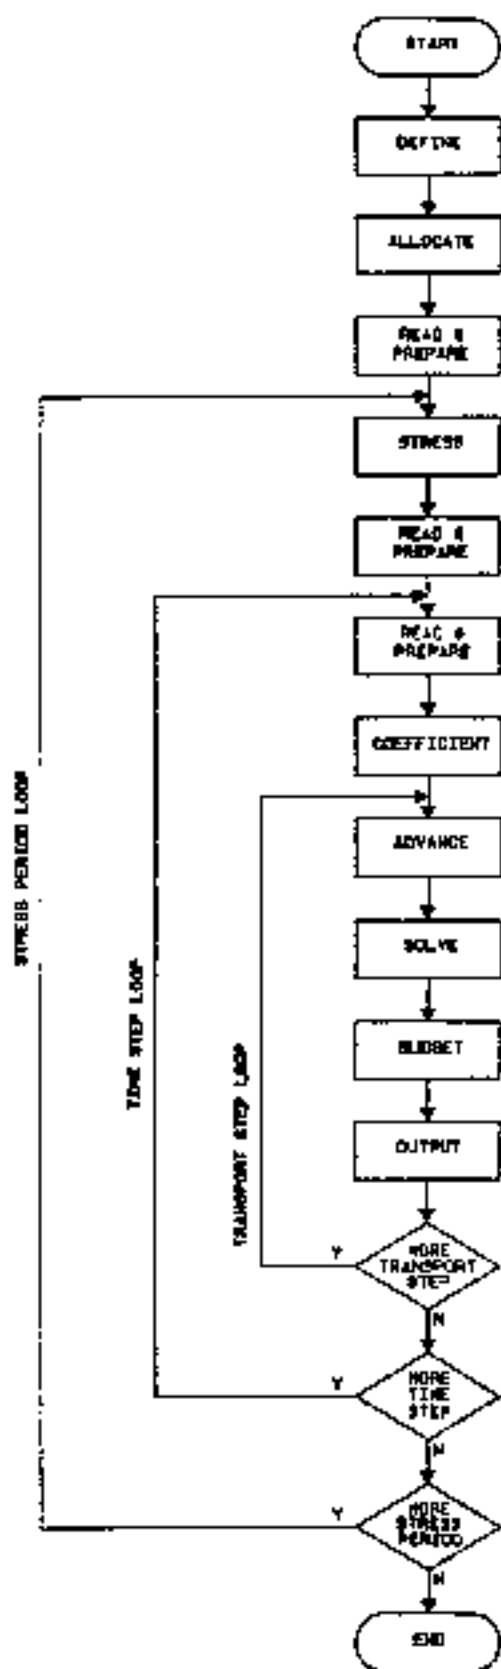 START
DEFINE
ALLOCATE
READ &
PREPARE
STRESS
READ &
PREPARE
READ &
PREPARE
COEFFICIENT
ADVANCE
SOLVE
BUDGET
OUTPUT
MORE
TRANSPORT
STEP
Y
N
MORE
TIME
STEP
Y
N
MORE
STRESS
PERIOD
Y
N
END
STRESS PERIOD LOOP
TIME STEP LOOP
TRANSPORT STEP LOOP